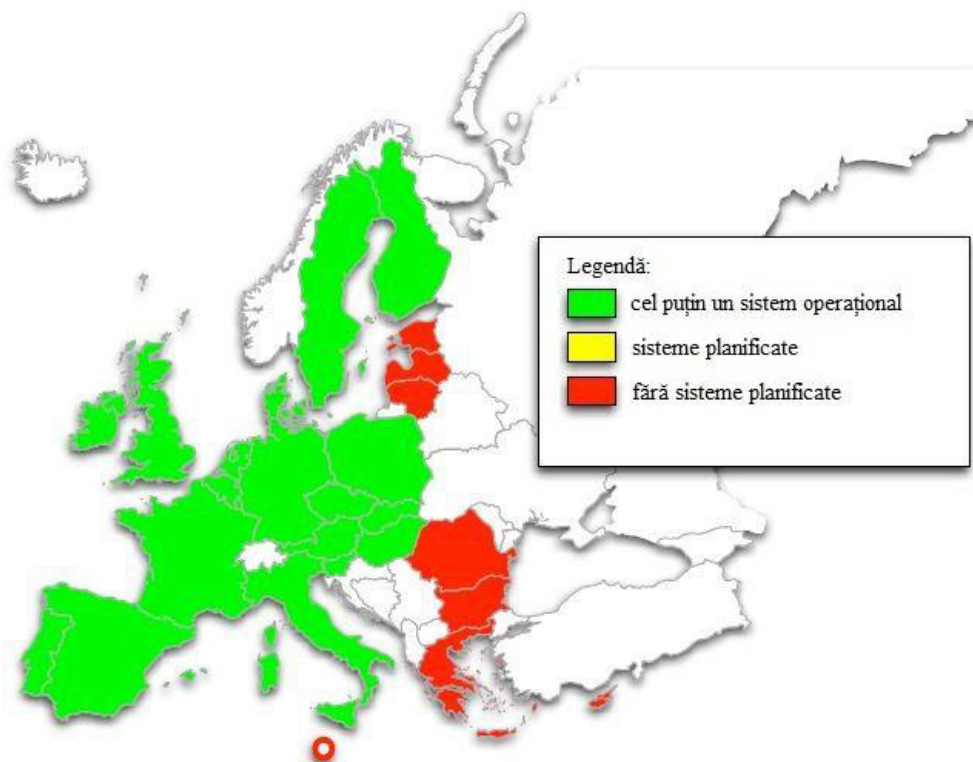 Legendă:
cel puțin un sistem operațional
sisteme planificate
fără sisteme planificate